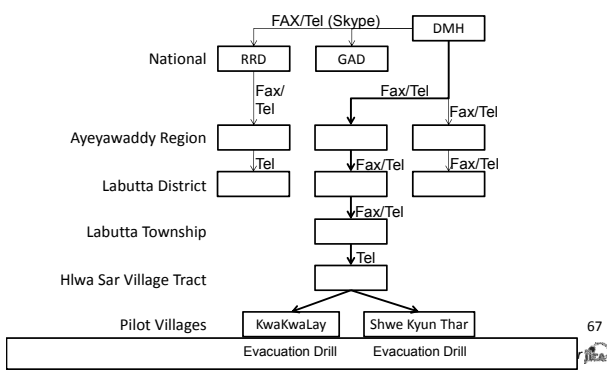 FAX/Tel (Skype)
DMH
National
RRD
GAD
Fax/
Tel
Fax/Tel
Fax/Tel
Ayeyawaddy Region
Tel
Fax/Tel
Fax/Tel
Labutta District
Fax/Tel
Labutta Township
Tel
Hlwa Sar Village Tract
Pilot Villages
KwaKwaLay
Shwe Kyun Thar
67
Evacuation Drill
Evacuation Drill